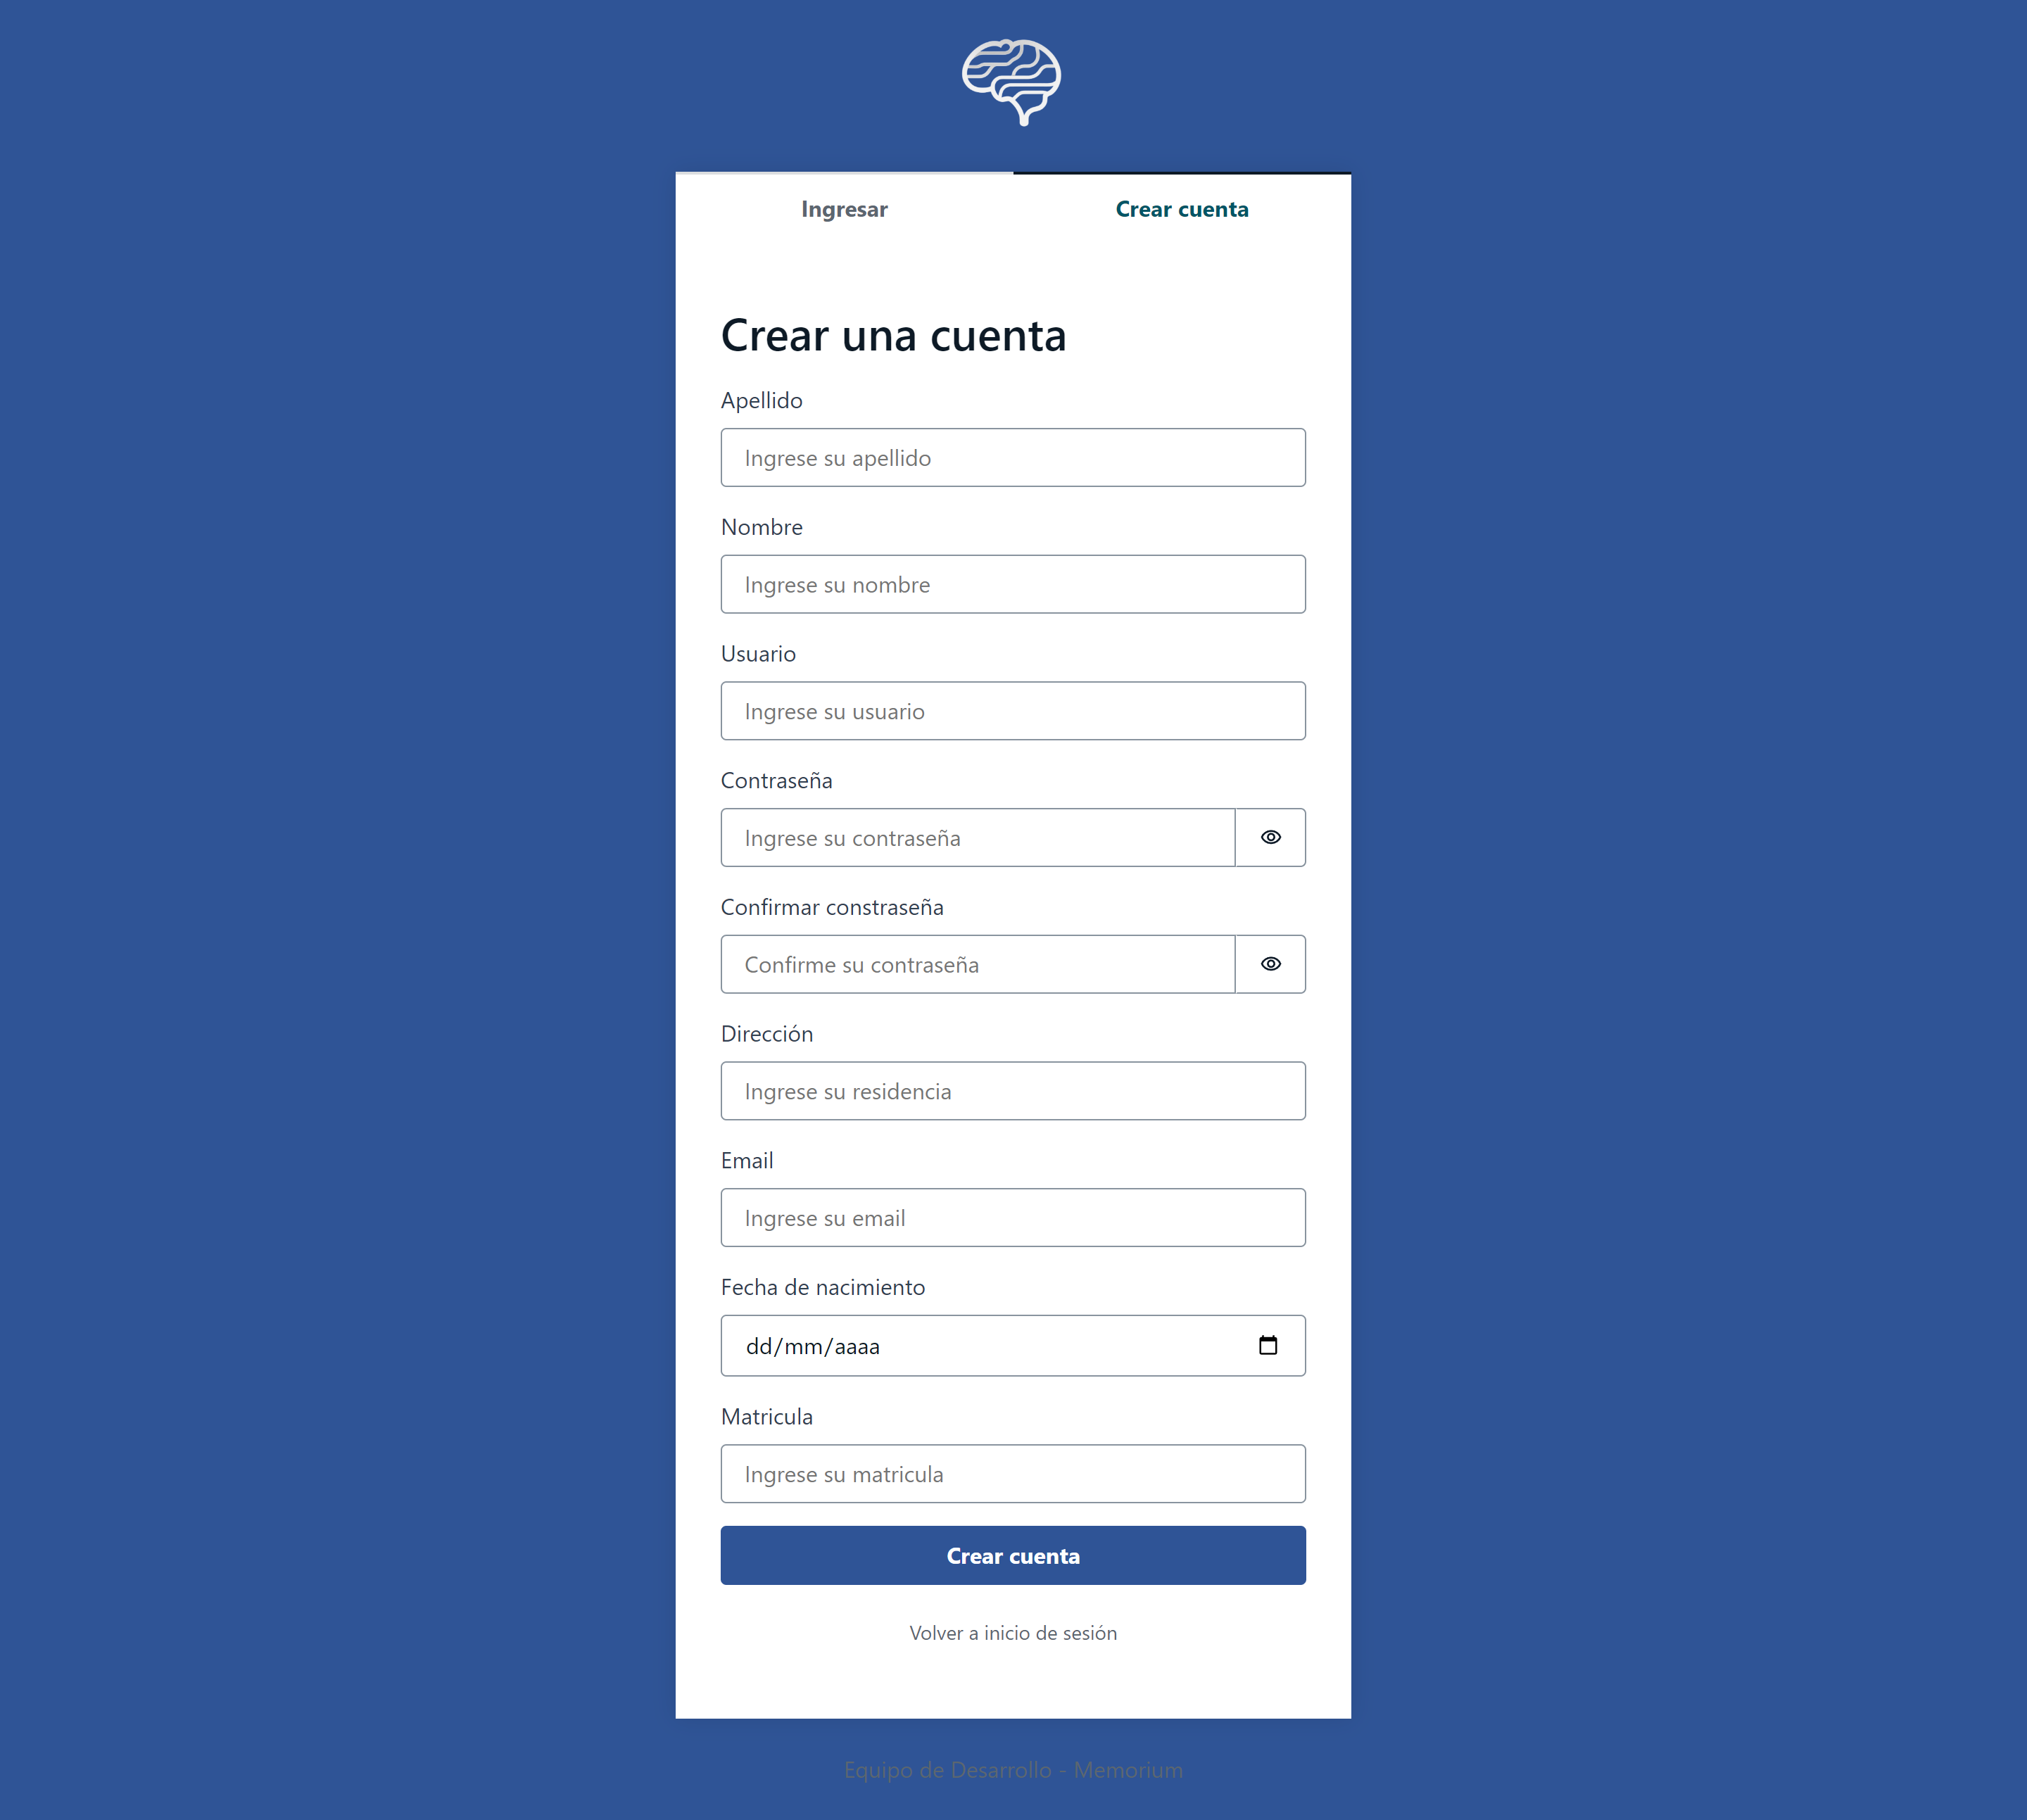 Ingresar
Crear cuenta
Crear una cuenta
Apellido
Ingrese su apellido
Nombre
Ingrese su nombre
Usuario
Ingrese su usuario
Contraseña
Ingrese su contraseña
Confirmar constraseña
Confirme su contraseña
Dirección
Ingrese su residencia
Email
Ingrese su email
Fecha de nacimiento
dd/mm/aaaa
Matricula
Ingrese su matricula
Crear cuenta
Volver a inicio de sesión
Equipo de Desarrollo - Memorium